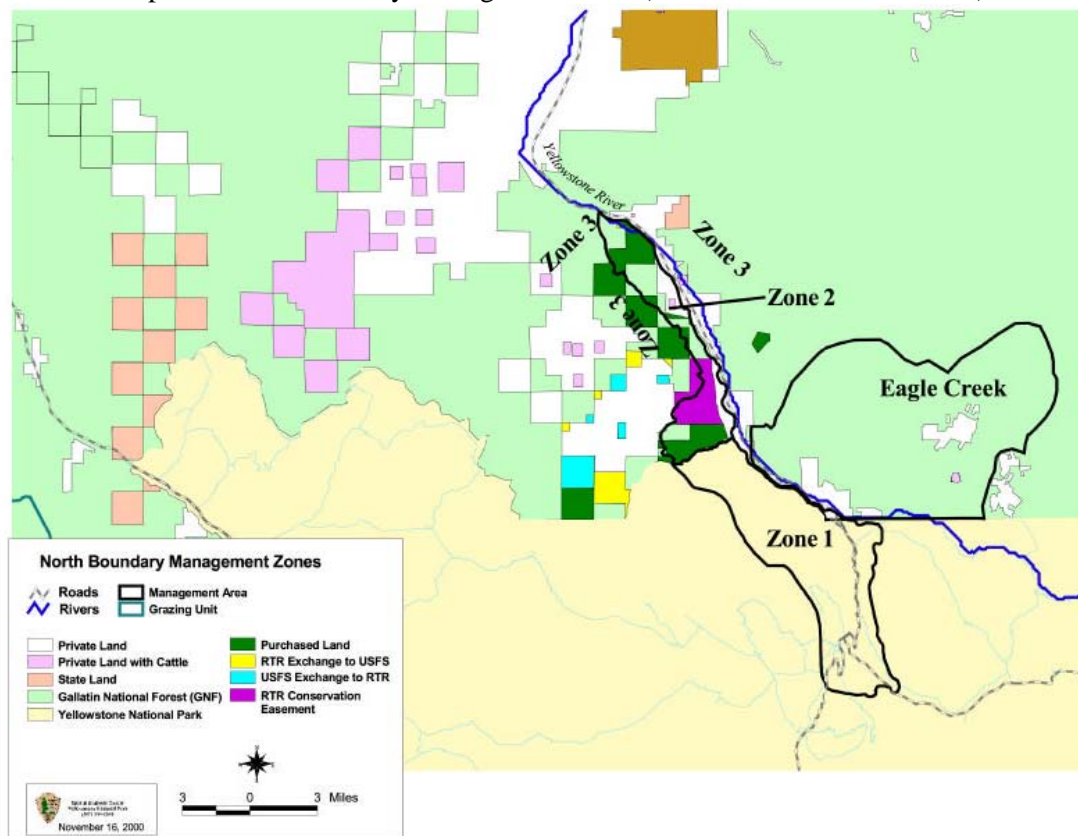 Yellowstone River
Zone 3
Zone 3
Zone 2
Zone 3
Eagle Creek
Zone 1
North Boundary Management Zones
Roads
Management Area
Rivers
Grazing Unit
Private Land
Purchased Land
Private Land with Cattle
RTR Exchange to USFS
State Land
USFS Exchange to RTR
Gallatin National Forest (GNF)
RTR Conservation
Easement
Yellowstone National Park
3 0 3 Miles
Yellowstone National Park
November 16, 2000